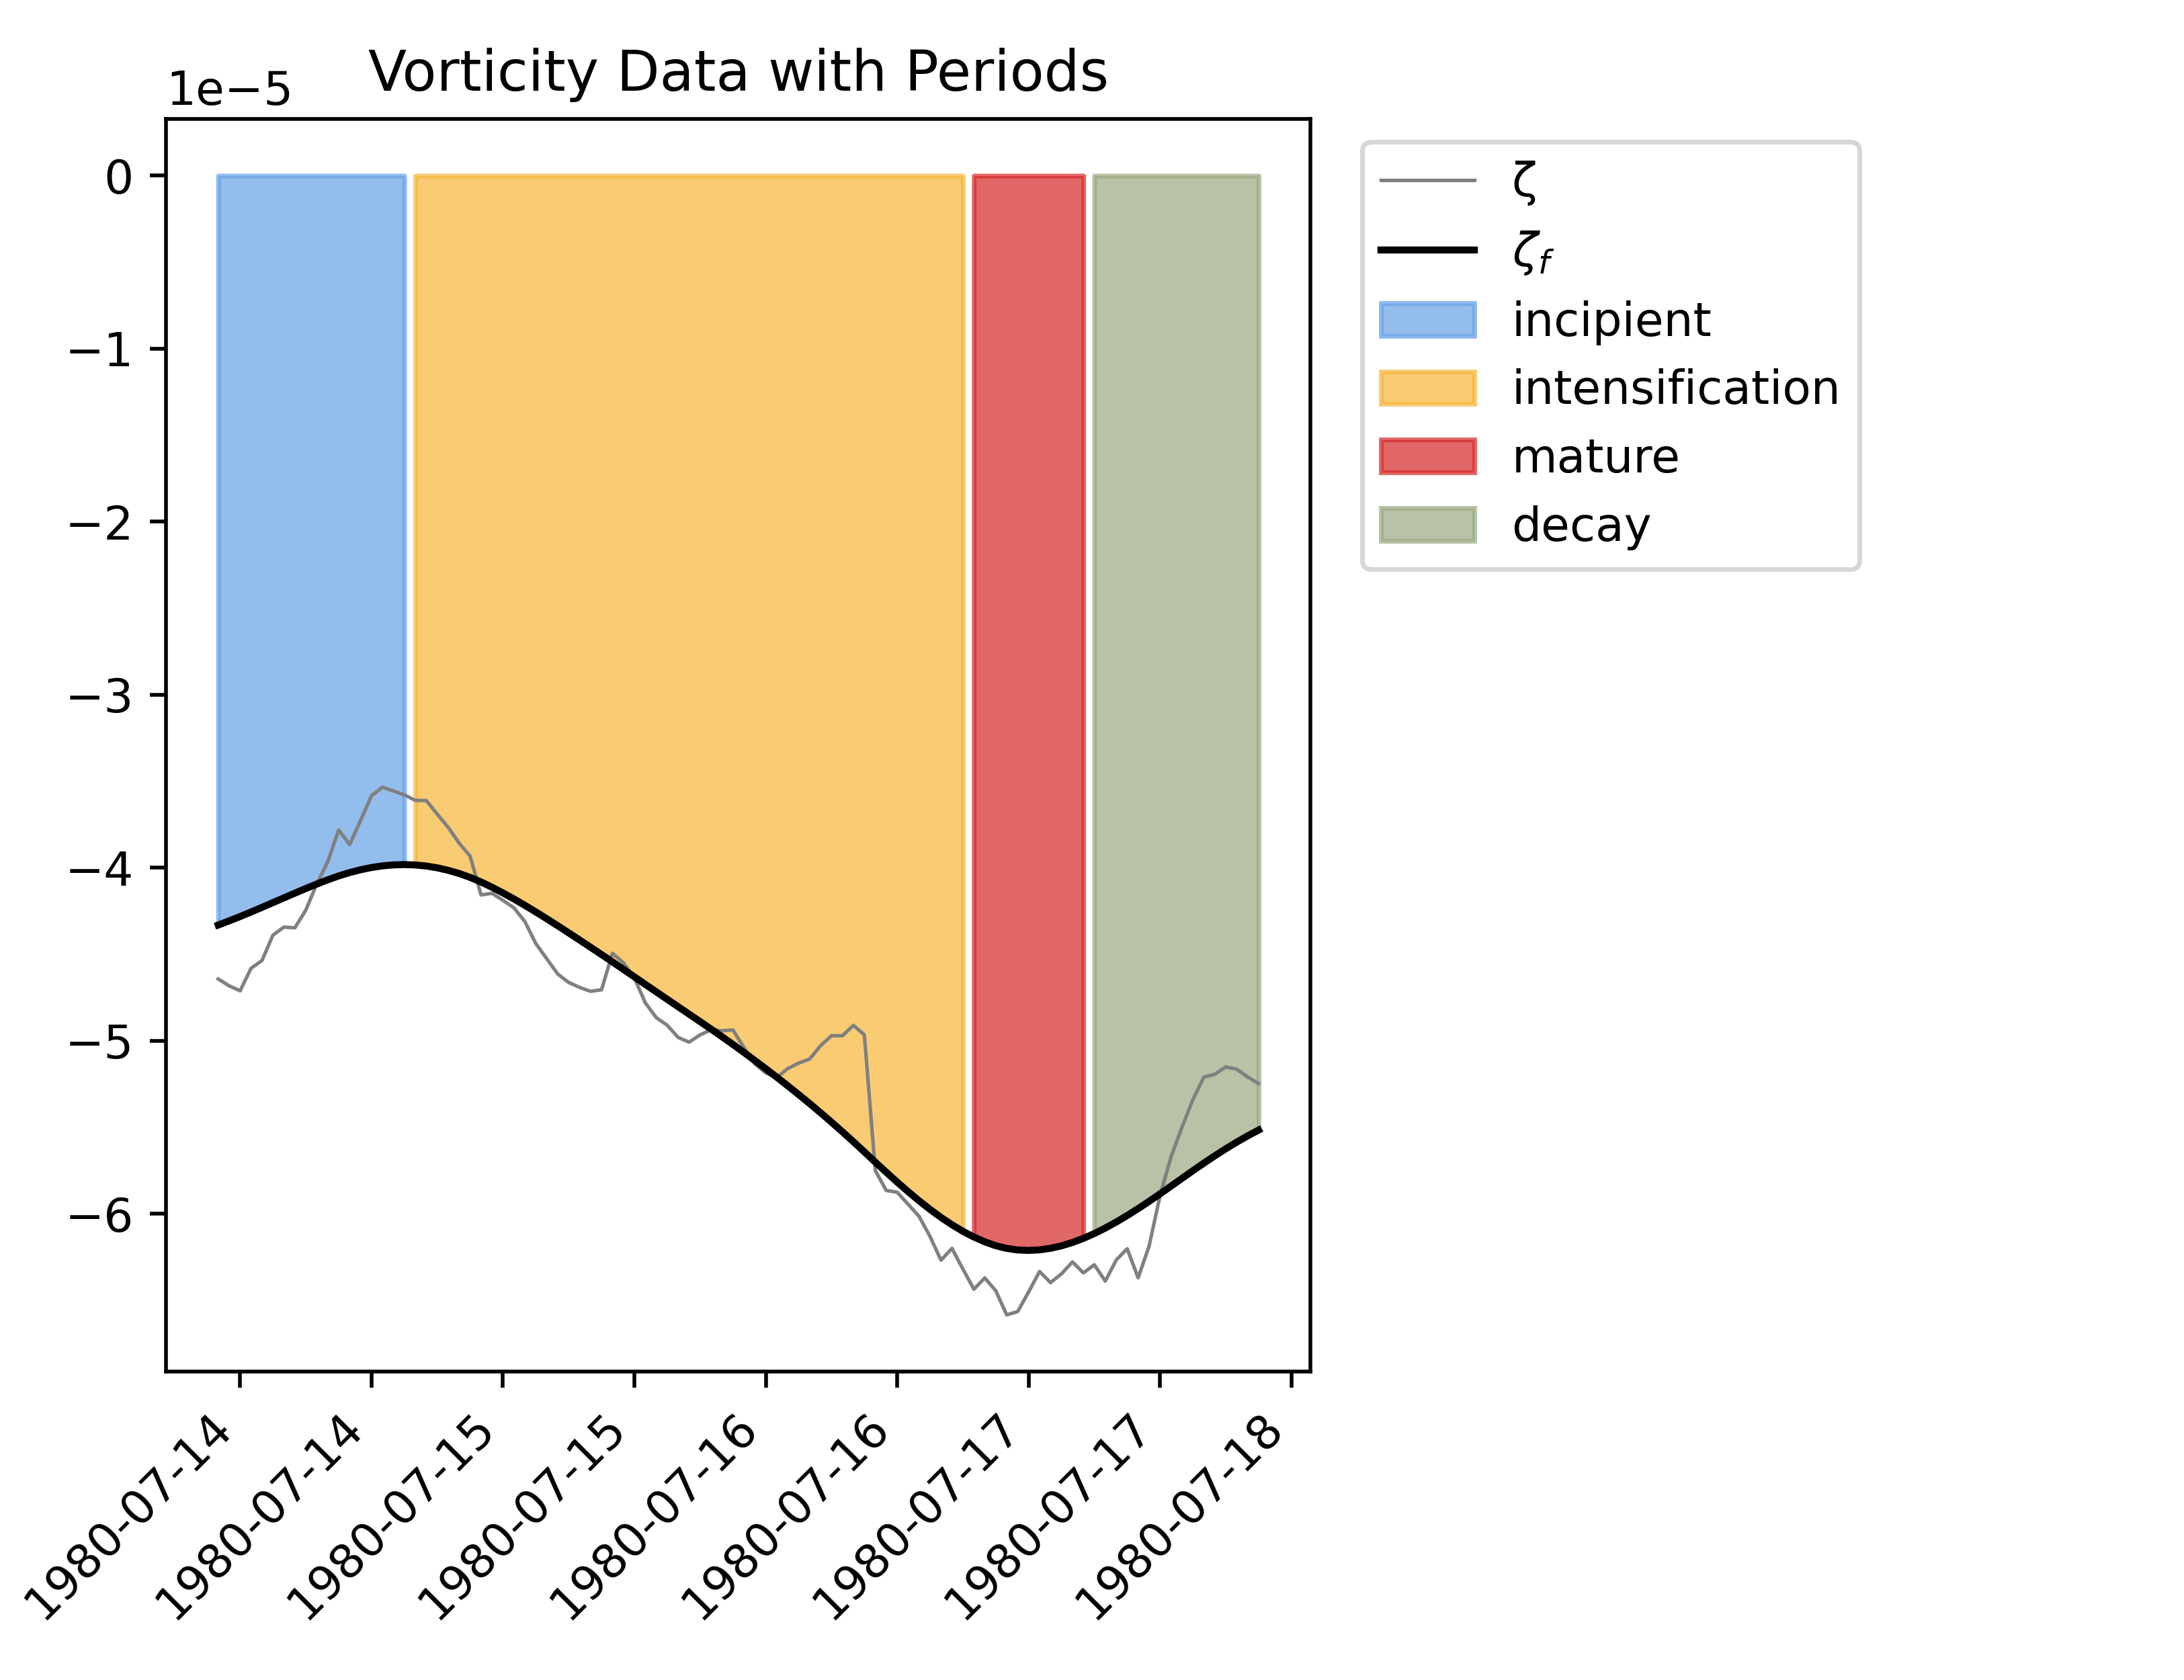 Vorticity Data with Periods
1e−5
0
−1
−2
−3
−4
−5
−6
1980-07-14
1980-07-14
1980-07-15
1980-07-15
1980-07-16
1980-07-16
1980-07-17
1980-07-17
1980-07-18
ζ
ζf
incipient
intensification
mature
decay